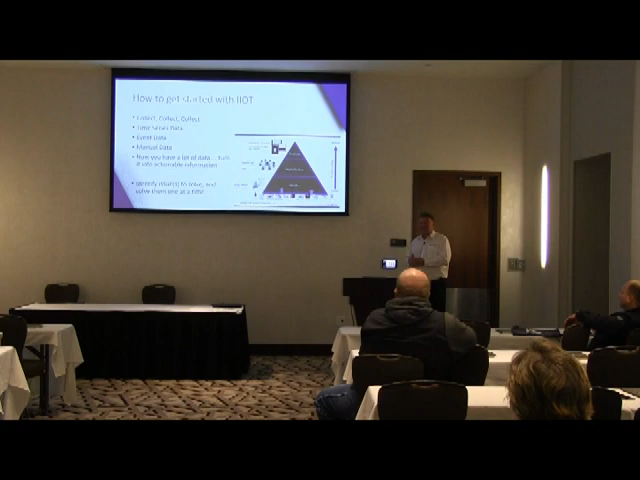 How to get started with IIOT
• Collect, Collect, Collect
• Time Series Data
• Event Data
• Manual Data
• Now you have a lot of data ... turn
it into actionable information
• Identify issue(s) to solve, and
solve them one at a time